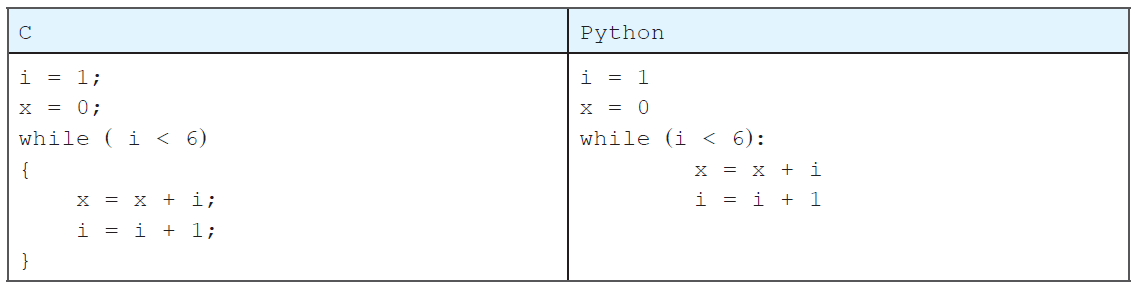 C
Python
i = 1;
x = 0;
while ( i < 6)
{
    x = x + i;
    i = i + 1;
}
i = 1
x = 0
while (i < 6):
        x = x + i
        i = i + 1